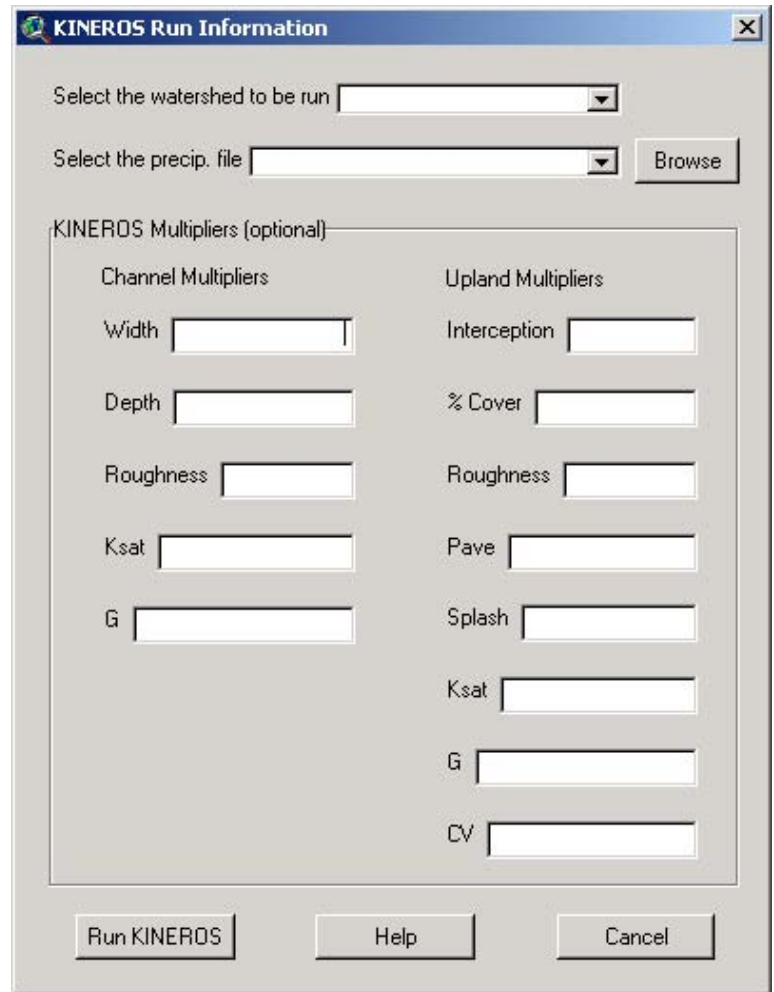 KINEROS Run Information
Select the watershed to be run
Select the precip. file Browse
KINEROS Multipliers (optional)
Channel Multipliers Upland Multipliers
Width Interception
Depth % Cover
Roughness Roughness
Ksat Pave
G Splash
Ksat
G
CV
Run KINEROS Help Cancel